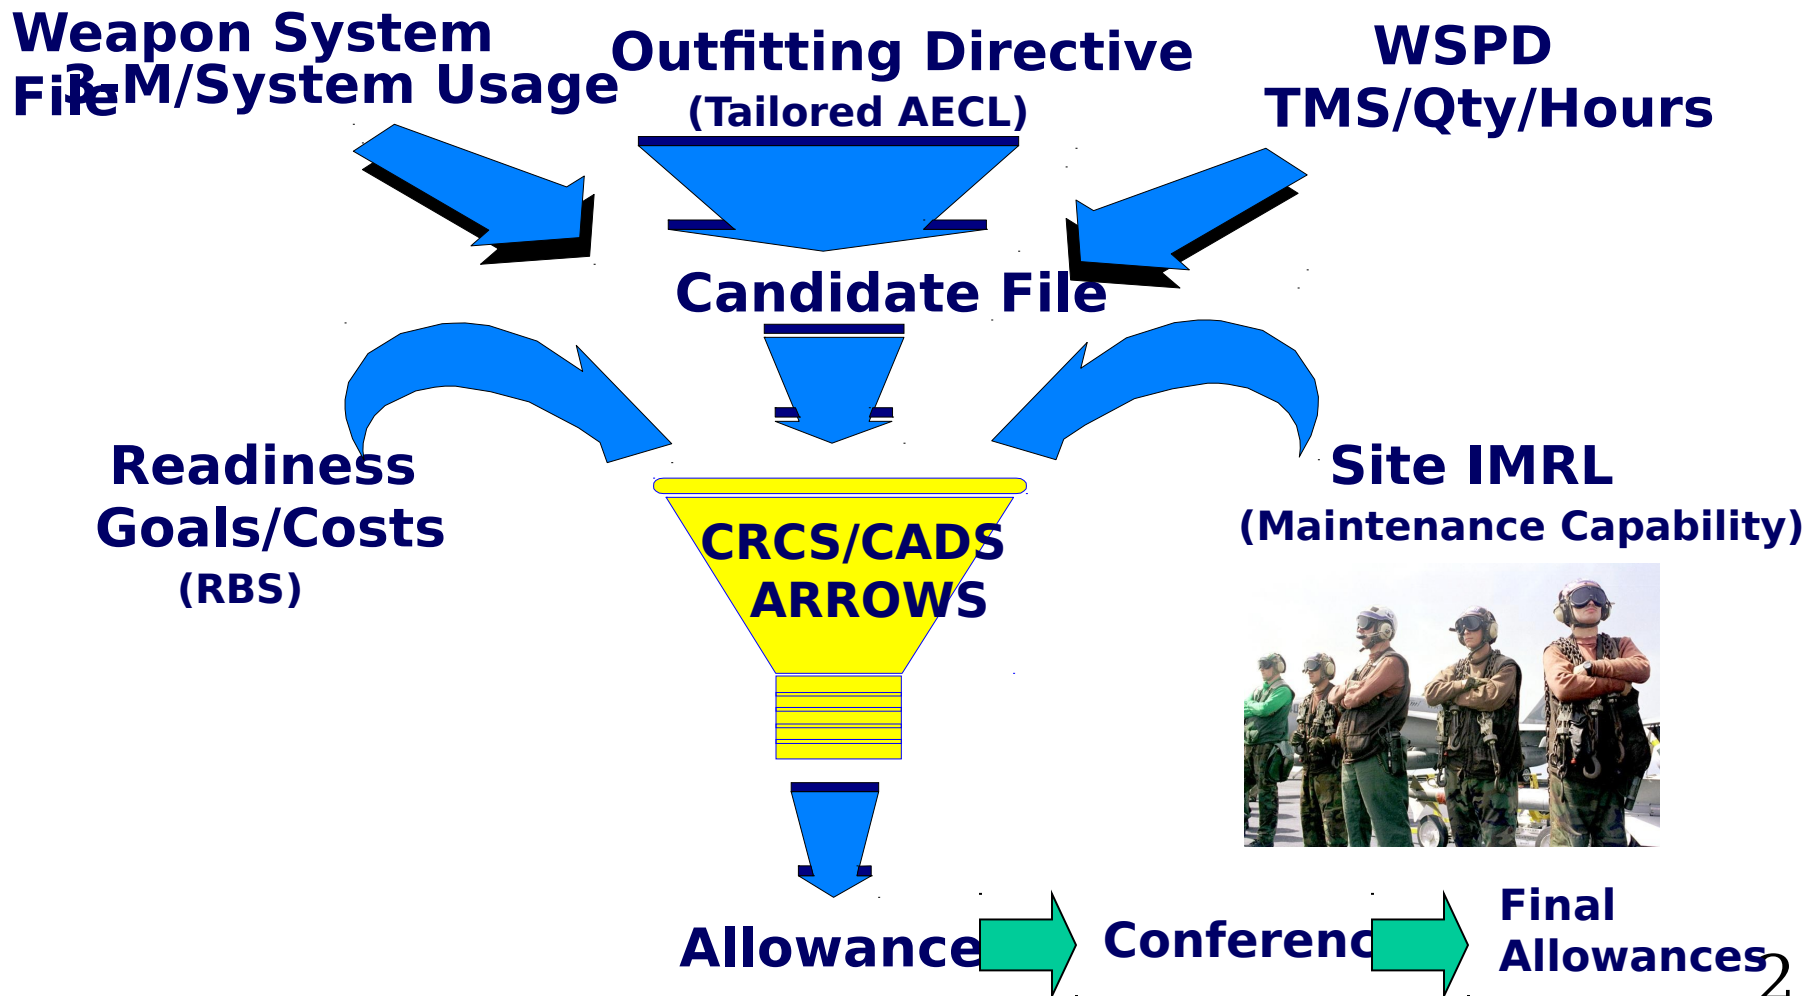 Weapon System
File
3-M/System Usage
Outfitting Directive
(Tailored AECL)
WSPD
TMS/Qty/Hours
Candidate File
Readiness
Goals/Costs
(RBS)
CRCS/CADS
ARROWS
Site IMRL
(Maintenance Capability)
Allowance
Conferenc
Final
Allowances
2